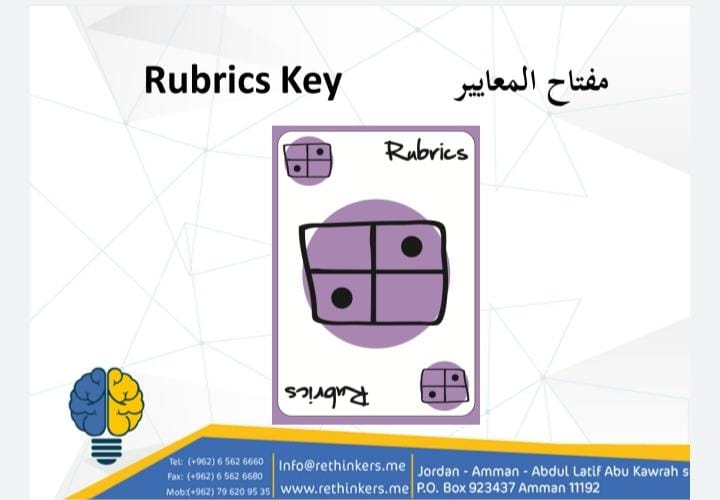 Rubrics Key
مفتاح المعايير
Rubrics
Rubrics
Tel: (+962) 6 562 6660
Fax: (+962) 6 562 6680
Mob:(+962) 79 620 95 35
Info@rethinkers.me
www.rethinkers.me
Jordan - Amman - Abdul Latif Abu Kawrah s
P.O. Box 923437 Amman 11192